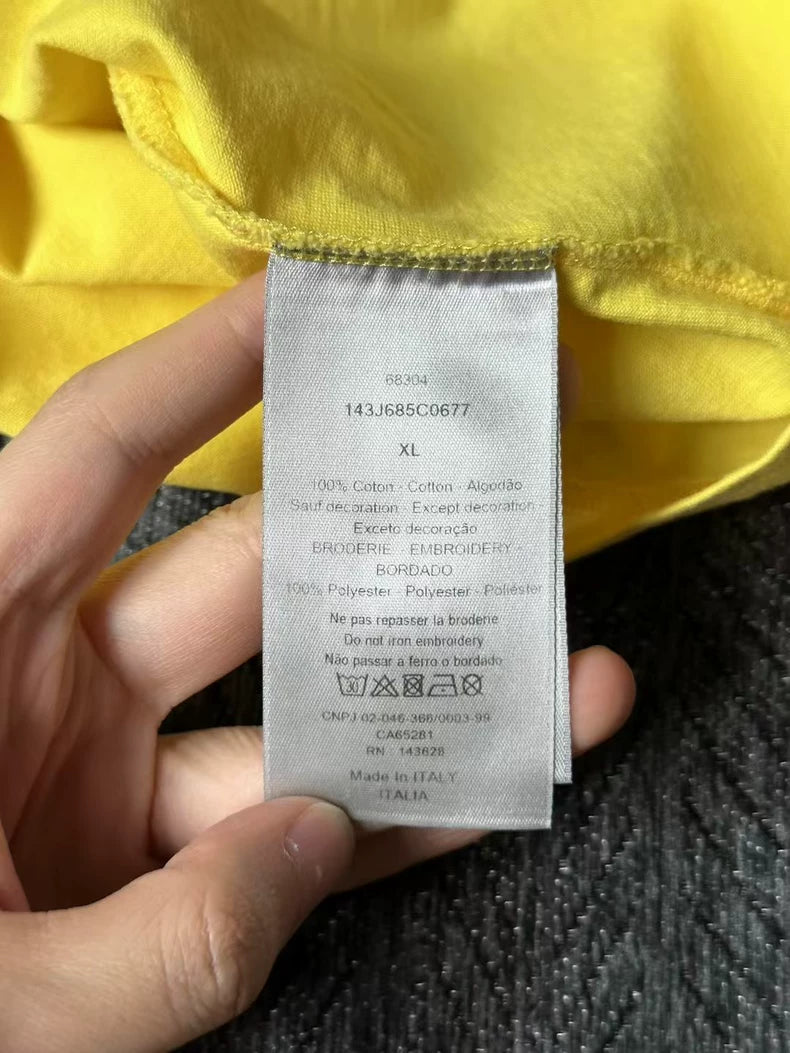 68304
143J685C0677
XL
100% Coton - Cotton - Algodão
Sauf decoration - Except decoration
Exceto decoração
BRODERIE - EMBROIDERY -
BORDADO
100% Polyester - Polyester - Poliéster
Ne pas repasser la broderie
Do not iron embroidery
Não passar a ferro o bordado
CNPJ 02-046-366/0003-99
CA65281
RN : 143628
Made In ITALY
ITALIA